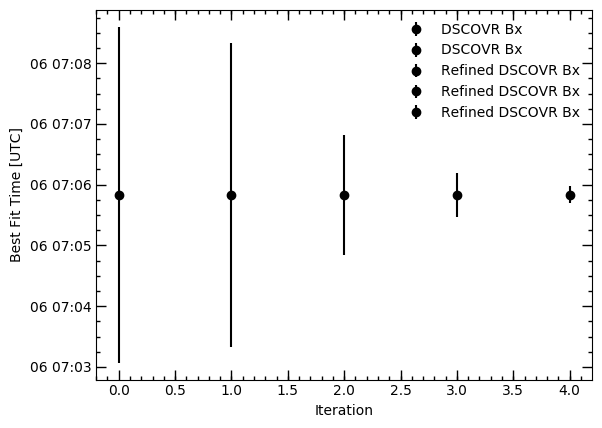 DSCOVR Bx
DSCOVR Bx
Refined DSCOVR Bx
Refined DSCOVR Bx
Refined DSCOVR Bx
Best Fit Time [UTC]
06 07:08
06 07:07
06 07:06
06 07:05
06 07:04
06 07:03
0.0 0.5 1.0 1.5 2.0 2.5 3.0 3.5 4.0
Iteration